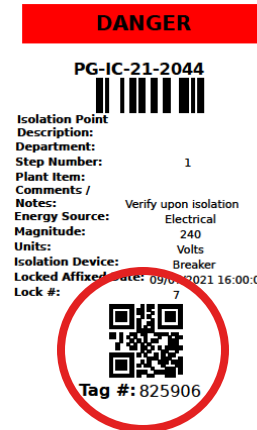 DANGER
PG-IC-21-2044
Isolation Point
Description:
Department:
Step Number: 1
Plant Item:
Comments /
Notes: Verify upon isolation
Energy Source: Electrical
Magnitude: 240
Units: Volts
Isolation Device: Breaker
Locked Affixed Date: 2021 16:00:0
Lock #: 7
Tag #: 825906